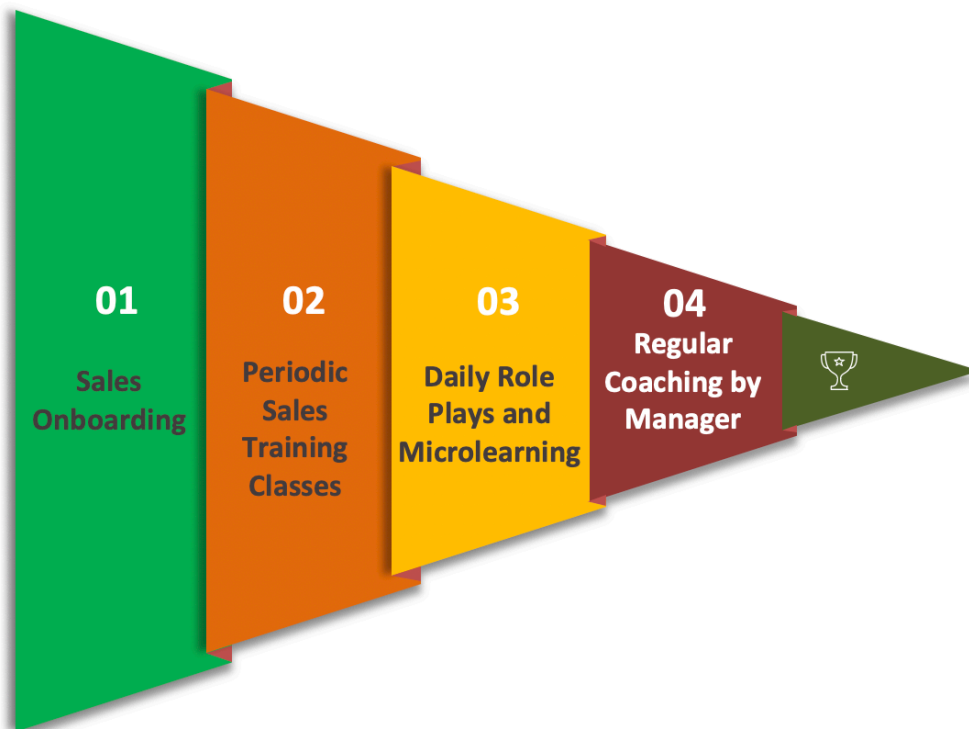 01
Sales
Onboarding
02
Periodic
Sales
Training
Classes
03
Daily Role
Plays and
Microlearning
04
Regular
Coaching by
Manager